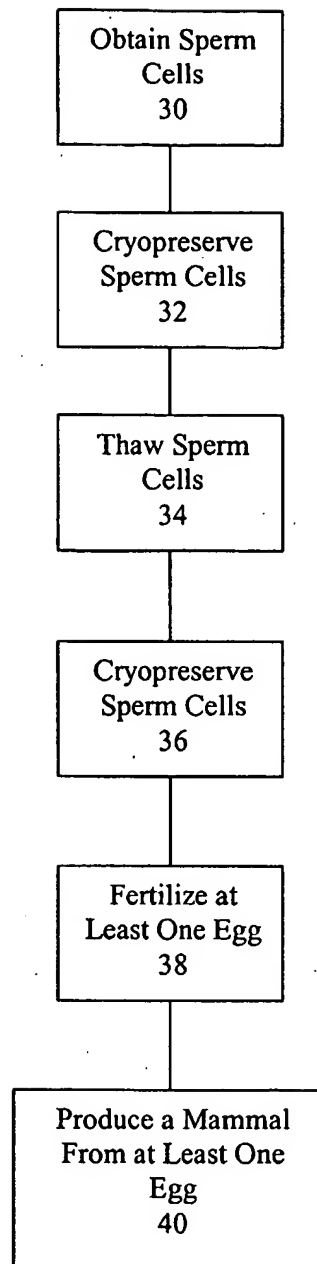 Obtain Sperm
Cells
30
Cryopreserve
Sperm Cells
32
Thaw Sperm
Cells
34
Cryopreserve
Sperm Cells
36
Fertilize at
Least One Egg
38
Produce a Mammal
From at Least One
Egg
40